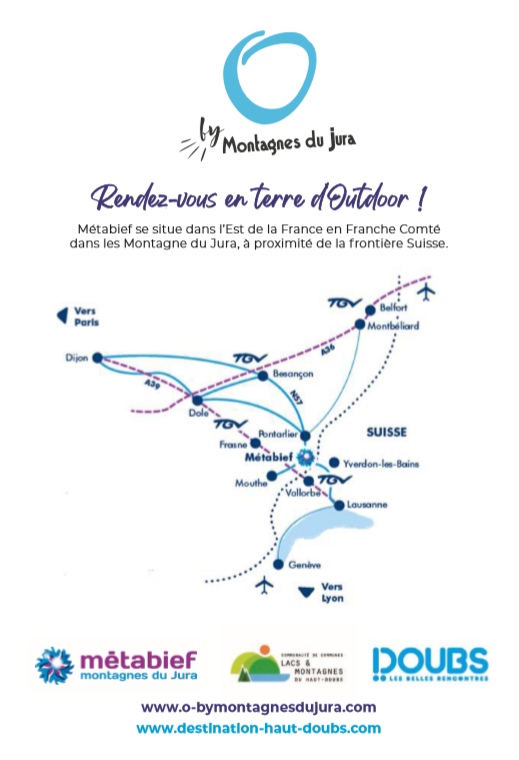 by Montagnes du Jura
Rendez-vous en terre d'Outdoor !
Métabief se situe dans l'Est de la France en Franche Comté
dans les Montagne du Jura, à proximité de la frontière Suisse.
TGV
Belfort
Vers
Paris
Montbéliard
A36
Dijon
TGV
Besançon
A39
N57
Dole
TGV
Pontarlier
SUISSE
Frasne
Métabief
Yverdon-les-Bains
Mouthe
TGV
Vallorbe
Lausanne
Genève
Vers
Lyon
métabief
montagnes du Jura
COMMUNAUTÉ DE COMMUNES
LACS &
MONTAGNES
DU HAUT-DOUBS
DOUBS
LES BELLES RENCONTRES
www.o-bymontagnesdujura.com
www.destination-haut-doubs.com